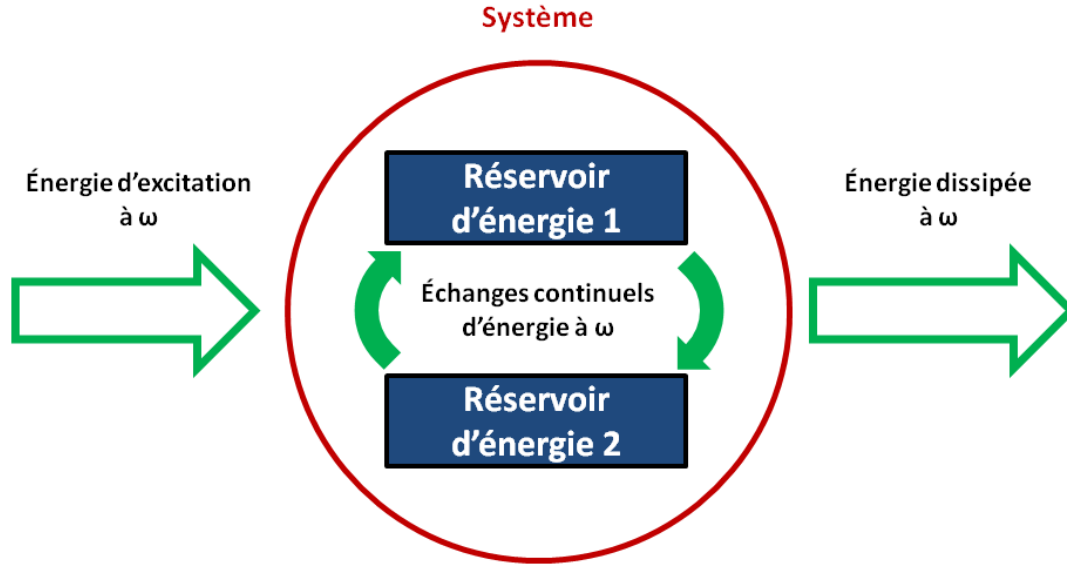 Système
Énergie d'excitation
à ω
Réservoir
d'énergie 1
Énergie dissipée
à ω
Échanges continuels
d'énergie à ω
Réservoir
d'énergie 2